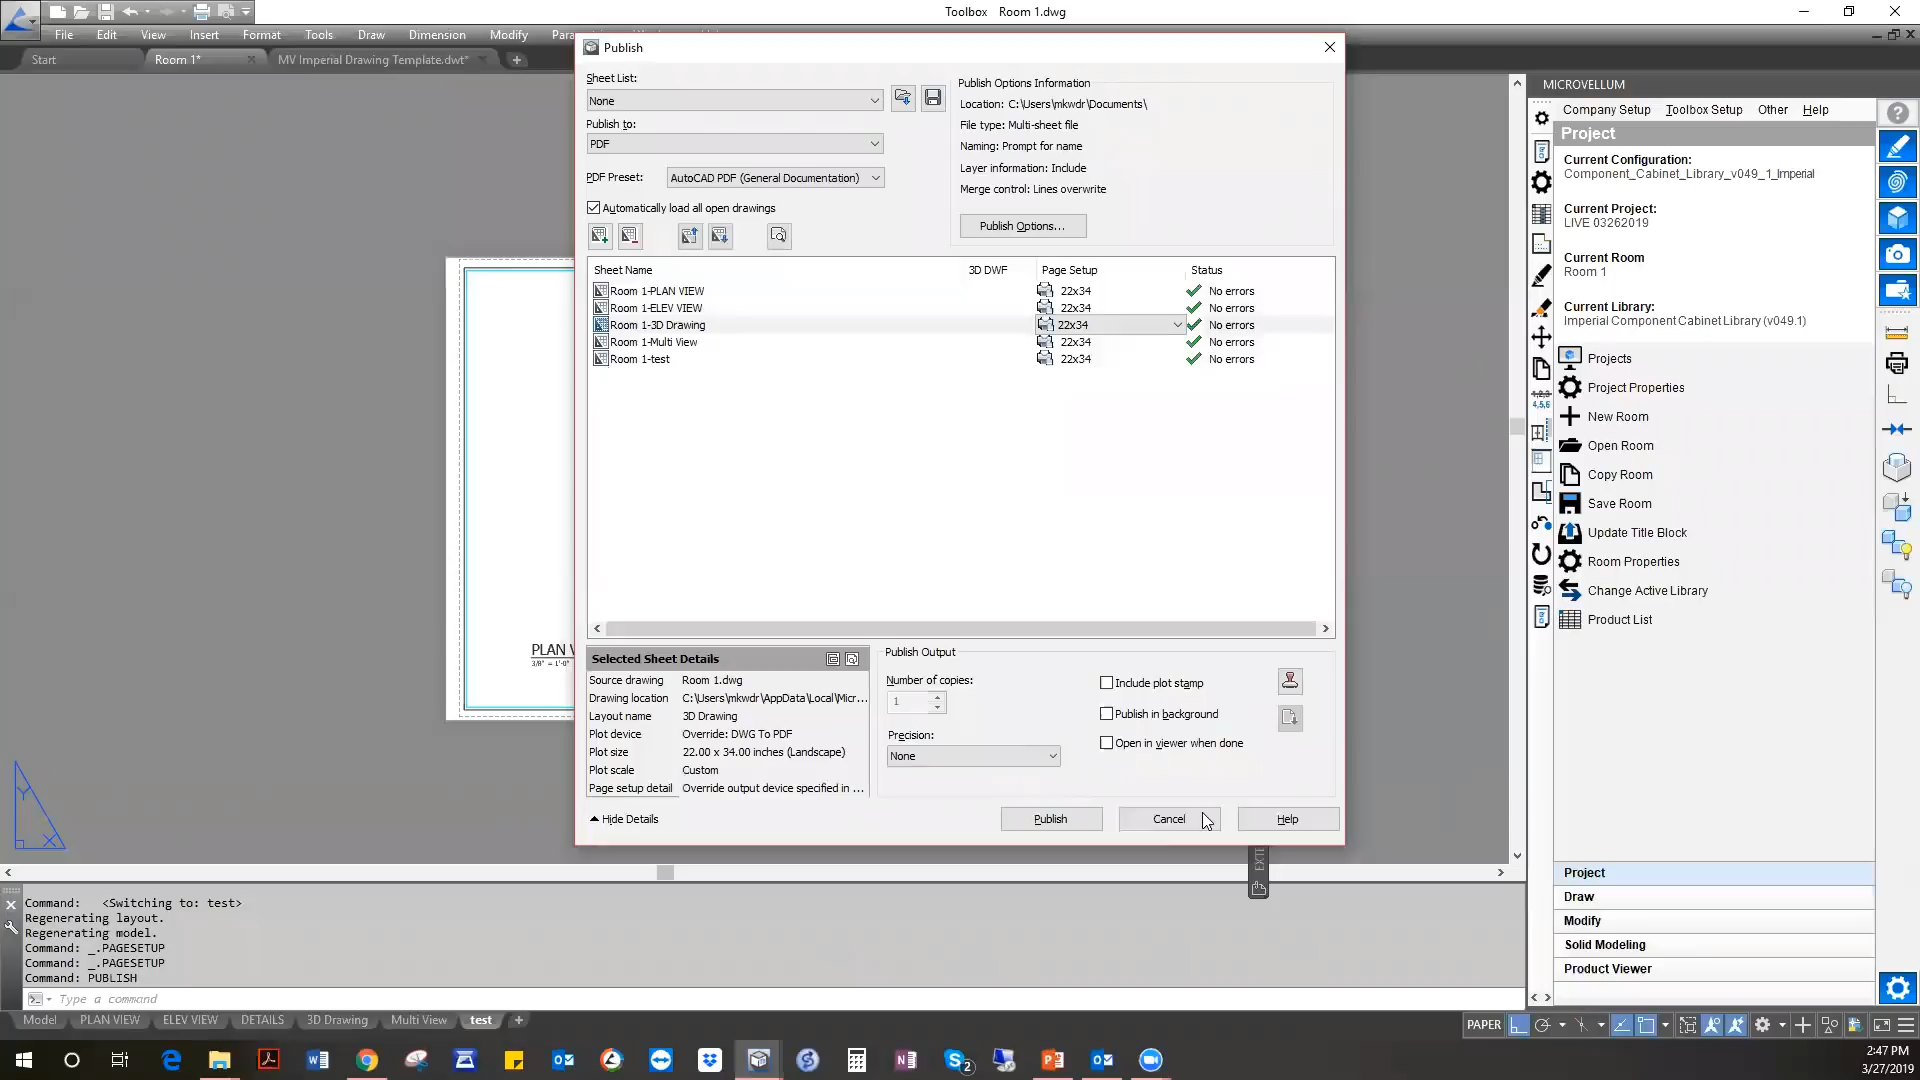 Toolbox   Room 1.dwg
File Edit View Insert Format Tools Draw Dimension Modify
Start
Room 1*
MV Imperial Drawing Template.dwt*
Publish
Sheet List:
None
Publish to:
PDF
PDF Preset:
AutoCAD PDF (General Documentation)
Automatically load all open drawings
Publish Options Information
Location: C:\Users\mkwdr\Documents\
File type: Multi-sheet file
Naming: Prompt for name
Layer information: Include
Merge control: Lines overwrite
Publish Options...
Sheet Name 3D DWF Page Setup Status
Room 1-PLAN VIEW 22x34 No errors
Room 1-ELEV VIEW 22x34 No errors
Room 1-3D Drawing 22x34 No errors
Room 1-Multi View 22x34 No errors
Room 1-test 22x34 No errors
Selected Sheet Details
Source drawing Room 1.dwg
Drawing location C:\Users\mkwdr\AppData\Local\Micr...
Layout name 3D Drawing
Plot device Override: DWG To PDF
Plot size 22.00 x 34.00 inches (Landscape)
Plot scale Custom
Page setup detail Override output device specified in ...
Hide Details
Publish Output
Number of copies:
1
Precision:
None
Include plot stamp
Publish in background
Open in viewer when done
Publish
Cancel
Help
PLAN V
3/8" = 1'-0"
Y
X
EXTE
MICROVELLUM
Company Setup Toolbox Setup Other Help
Project
Current Configuration:
Component_Cabinet_Library_v049_1_Imperial
Current Project:
LIVE 03262019
Current Room
Room 1
Current Library:
Imperial Component Cabinet Library (v049.1)
Projects
Project Properties
New Room
Open Room
Copy Room
Save Room
Update Title Block
Room Properties
Change Active Library
Product List
Project
Draw
Modify
Solid Modeling
Product Viewer
Command:   <Switching to: test>
Regenerating layout.
Regenerating model.
Command: _.PAGESETUP
Command: _.PAGESETUP
Command: PUBLISH
Type a command
Model PLAN VIEW ELEV VIEW DETAILS 3D Drawing Multi View test
PAPER
2:47 PM
3/27/2019